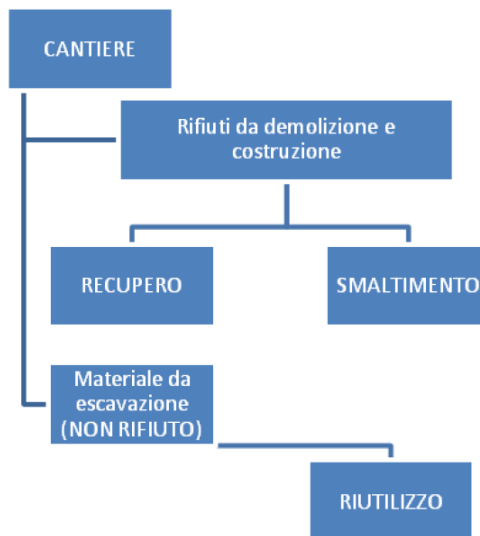 CANTIERE
Rifiuti da demolizione e
costruzione
RECUPERO
SMALTIMENTO
Materiale da
escavazione
(NON RIFIUTO)
RIUTILIZZO